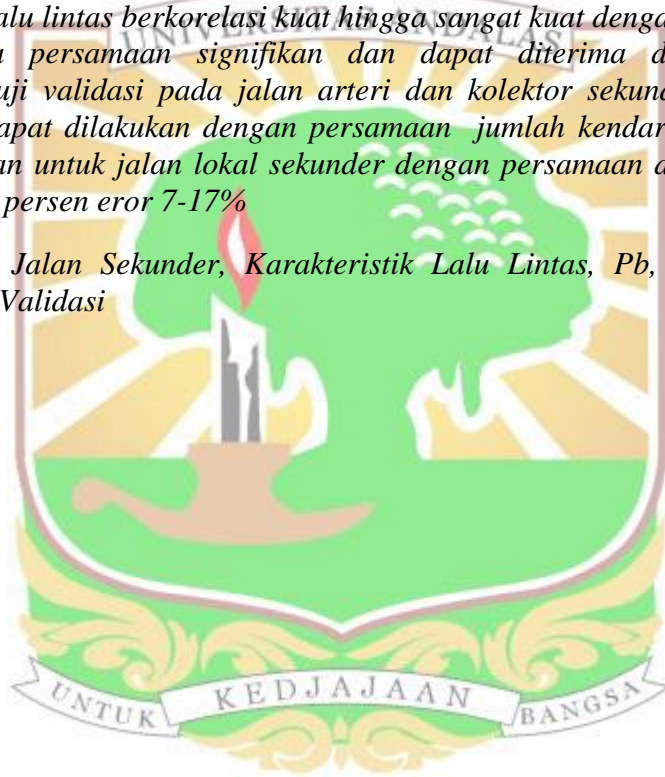 alu lintas berkorelasi kuat hingga sangat kuat denga
UNIVERSITAS ANDALAS
persamaan signifikan dan dapat diterima d
uji validasi pada jalan arteri dan kolektor sekund
apat dilakukan dengan persamaan jumlah kendar
an untuk jalan lokal sekunder dengan persamaan d
persen eror 7-17%
Jalan Sekunder, Karakteristik Lalu Lintas, Pb,
Validasi
UNTUK KEDJAJAAN BANGSA